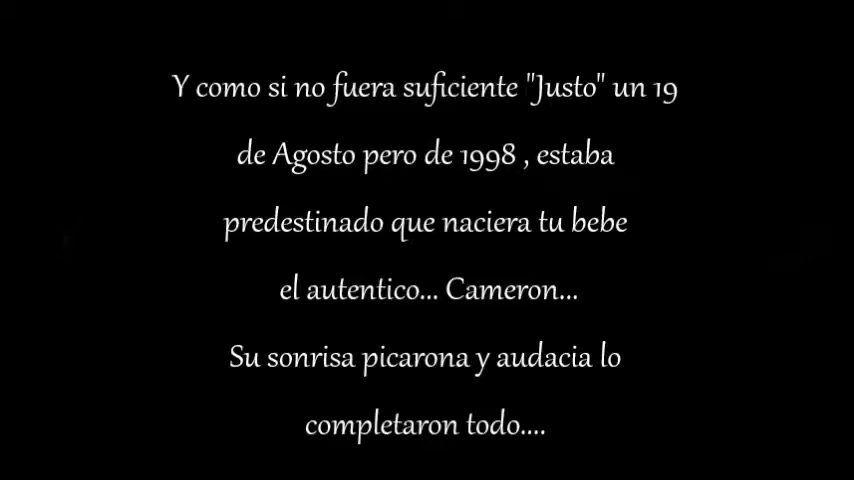 Y como si no fuera suficiente "Justo" un 19
de Agosto pero de 1998 , estaba
predestinado que naciera tu bebe
el autentico... Cameron...
Su sonrisa picarona y audacia lo
completaron todo....